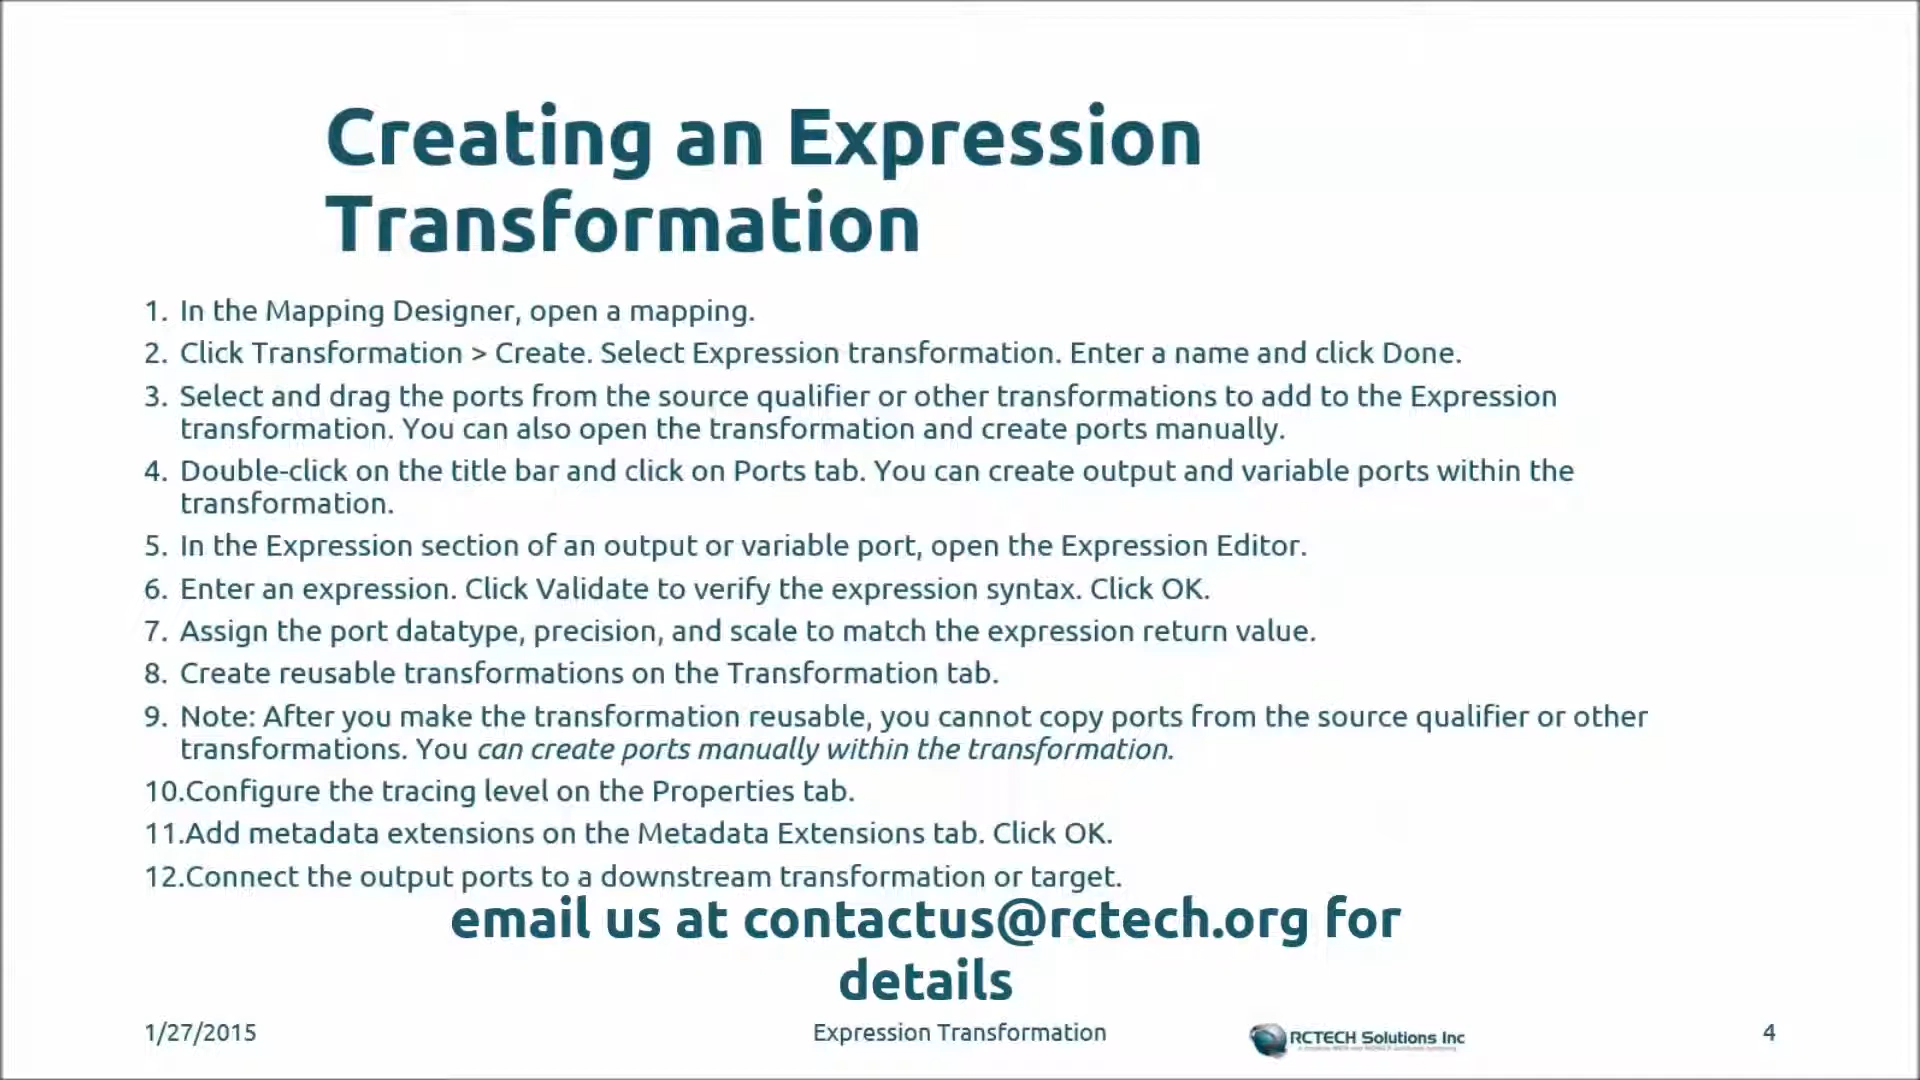 Creating an Expression
Transformation
1. In the Mapping Designer, open a mapping.
2. Click Transformation > Create. Select Expression transformation. Enter a name and click Done.
3. Select and drag the ports from the source qualifier or other transformations to add to the Expression
transformation. You can also open the transformation and create ports manually.
4. Double-click on the title bar and click on Ports tab. You can create output and variable ports within the
transformation.
5. In the Expression section of an output or variable port, open the Expression Editor.
6. Enter an expression. Click Validate to verify the expression syntax. Click OK.
7. Assign the port datatype, precision, and scale to match the expression return value.
8. Create reusable transformations on the Transformation tab.
9. Note: After you make the transformation reusable, you cannot copy ports from the source qualifier or other
transformations. You can create ports manually within the transformation.
10.Configure the tracing level on the Properties tab.
11.Add metadata extensions on the Metadata Extensions tab. Click OK.
12.Connect the output ports to a downstream transformation or target.
email us at contactus@rctech.org for
details
1/27/2015
Expression Transformation
RCTECH Solutions Inc
4